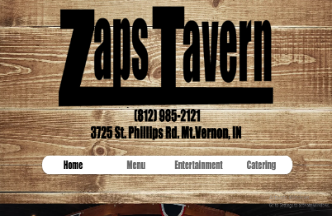 Zaps Tavern
(812) 985-2121
3725 St. Phillips Rd. Mt.Vernon, IN
Home Menu Entertainment Catering